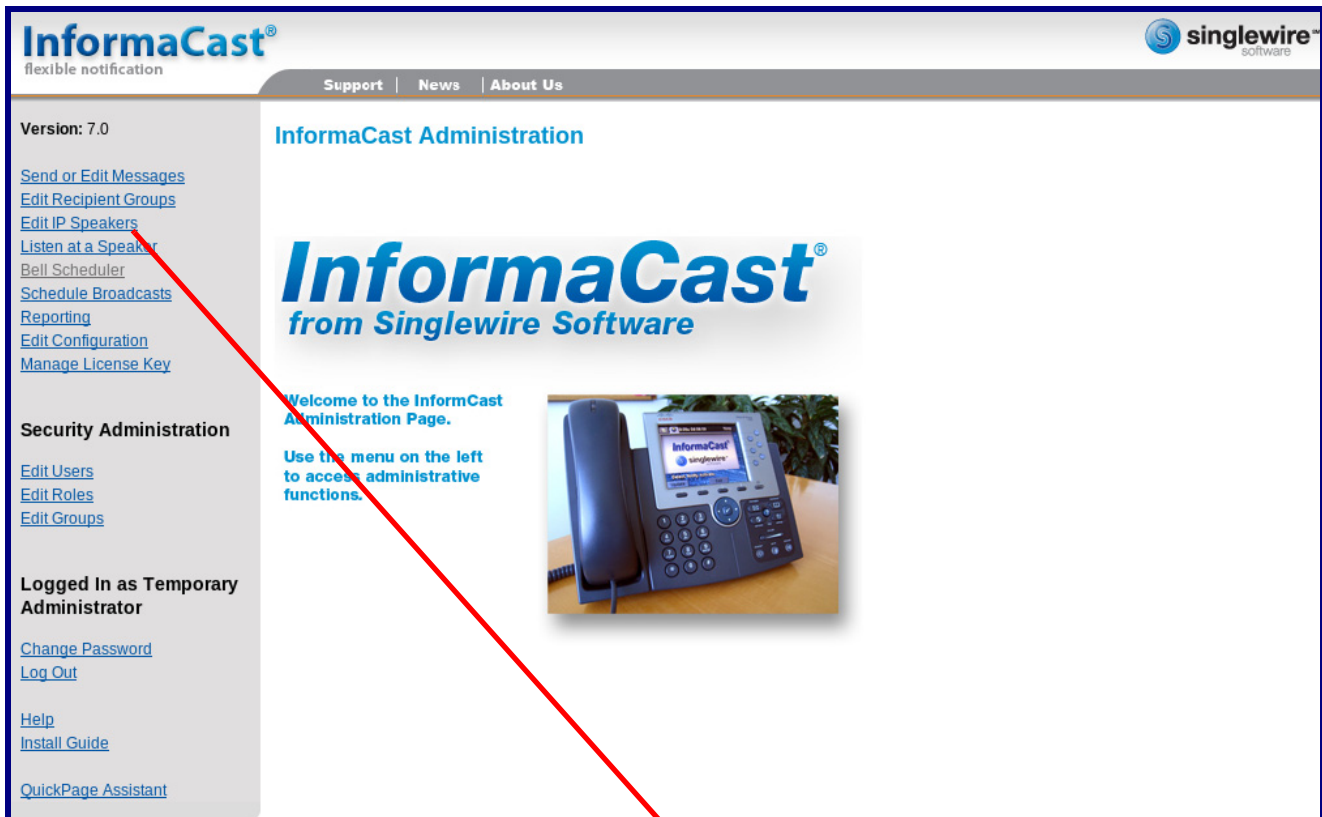 InformaCast®
flexible notification
singlewire℠
software
Support | News | About Us
Version: 7.0
Send or Edit Messages
Edit Recipient Groups
Edit IP Speakers
Listen at a Speaker
Bell Scheduler
Schedule Broadcasts
Reporting
Edit Configuration
Manage License Key
Security Administration
Edit Users
Edit Roles
Edit Groups
Logged In as Temporary
Administrator
Change Password
Log Out
Help
Install Guide
QuickPage Assistant
InformaCast Administration
InformaCast®
from Singlewire Software
Welcome to the InformCast
Administration Page.
Use the menu on the left
to access administrative
functions.
InformaCast
singlewire